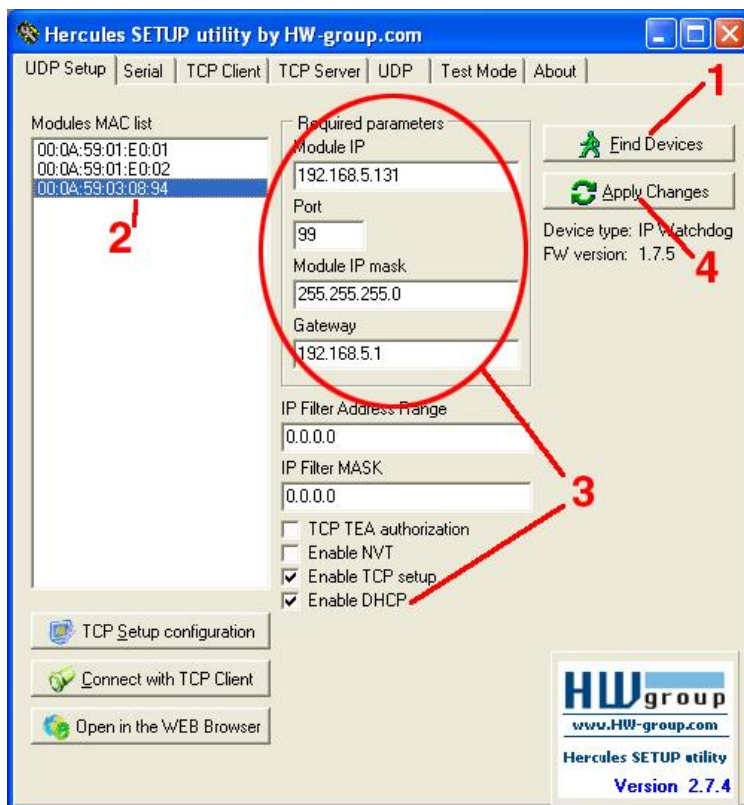 Hercules SETUP utility by HW-group.com
UDP Setup
Serial
TCP Client
TCP Server
UDP
Test Mode
About
1
Modules MAC list
00:0A:59:01:E0:01
00:0A:59:01:E0:02
00:0A:59:03:08:94
2
Required parameters
Module IP
192.168.5.131
Port
99
Module IP mask
255.255.255.0
Gateway
192.168.5.1
Find Devices
Apply Changes
Device type: IP Watchdog
FW version: 1.7.5
4
IP Filter Address Range
0.0.0.0
IP Filter MASK
0.0.0.0
3
TCP TEA authorization
Enable NVT
Enable TCP setup
Enable DHCP
TCP Setup configuration
Connect with TCP Client
Open in the WEB Browser
HWgroup
www.HW-group.com
Hercules SETUP utility
Version 2.7.4